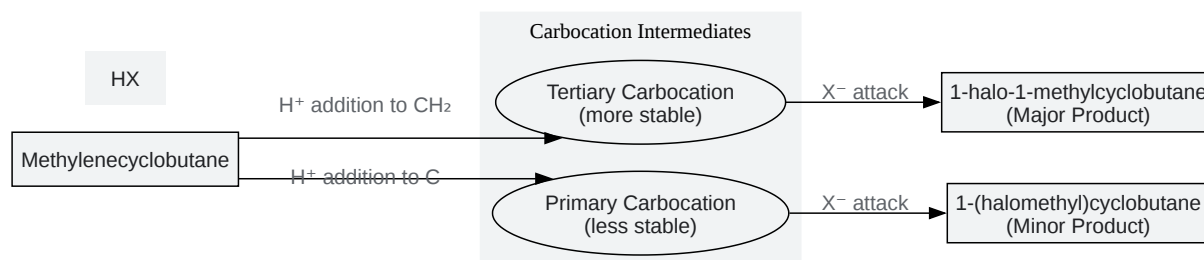 Carbocation Intermediates
HX
H⁺ addition to CH₂
Tertiary Carbocation
(more stable)
X⁻ attack
1-halo-1-methylcyclobutane
(Major Product)
Methylenecyclobutane
H⁺ addition to C
Primary Carbocation
(less stable)
X⁻ attack
1-(halomethyl)cyclobutane
(Minor Product)